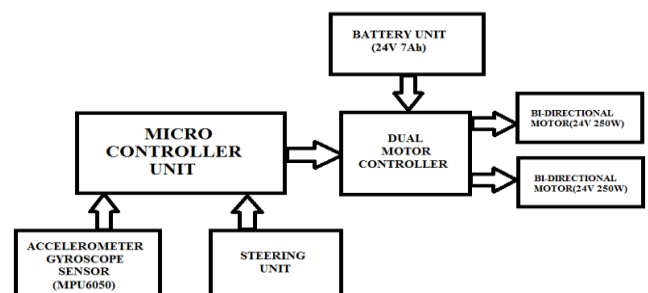 BATTERY UNIT
(24V 7Ah)
MICRO
CONTROLLER
UNIT
DUAL
MOTOR
CONTROLLER
BI-DIRECTIONAL
MOTOR(24V 250W)
BI-DIRECTIONAL
MOTOR(24V 250W)
ACCELEROMETER
GYROSCOPE
SENSOR
(MPU6050)
STEERING
UNIT